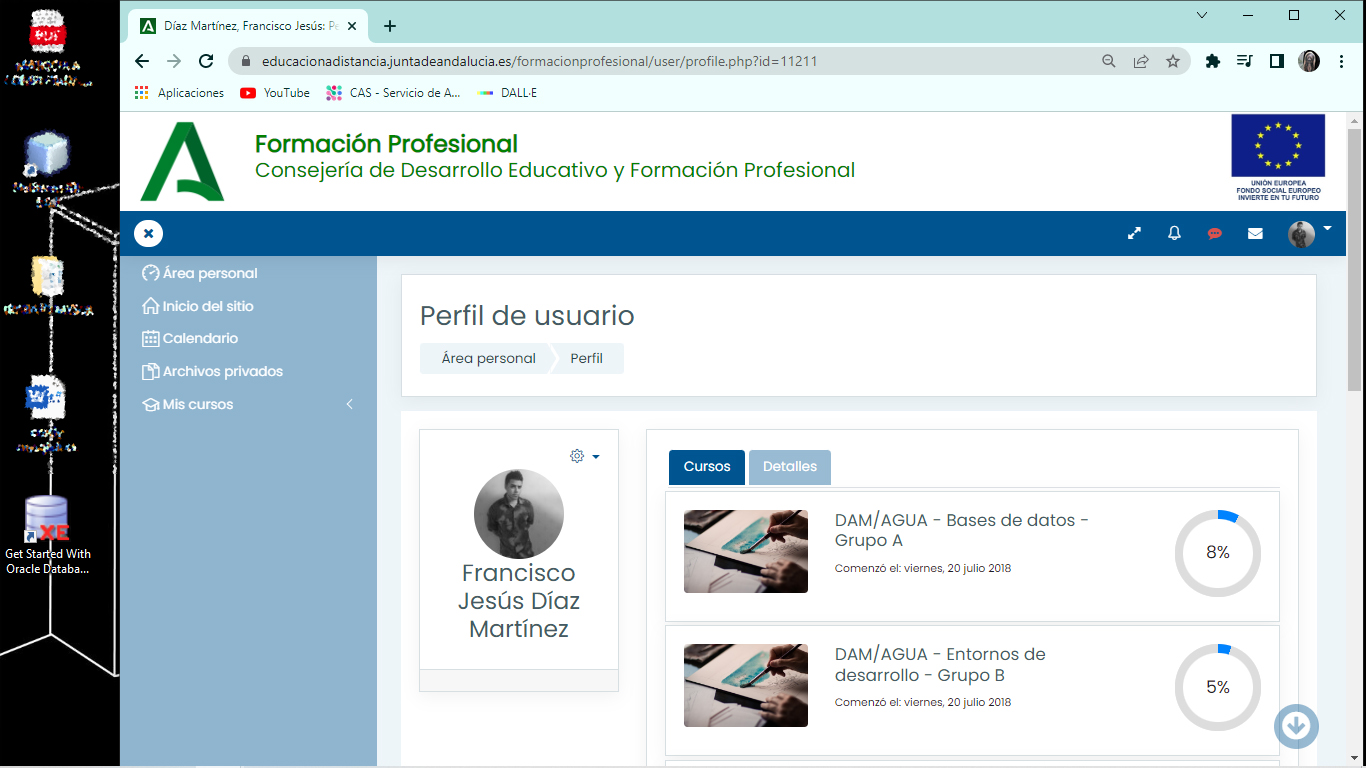 Díaz Martínez, Francisco Jesús: Pe
educacionadistancia.juntadeandalucia.es/formacionprofesional/user/profile.php?id=11211
Aplicaciones
YouTube
CAS - Servicio de A...
DALL·E
Formación Profesional
Consejería de Desarrollo Educativo y Formación Profesional
UNIÓN EUROPEA
FONDO SOCIAL EUROPEO
INVIERTE EN TU FUTURO
Área personal
Inicio del sitio
Calendario
Archivos privados
Mis cursos
Perfil de usuario
Área personal
Perfil
Francisco
Jesús Díaz
Martínez
Cursos
Detalles
DAM/AGUA - Bases de datos -
Grupo A
Comenzó el: viernes, 20 julio 2018
8%
DAM/AGUA - Entornos de
desarrollo - Grupo B
Comenzó el: viernes, 20 julio 2018
5%
PDF
XE
Get Started With
Oracle Databa...